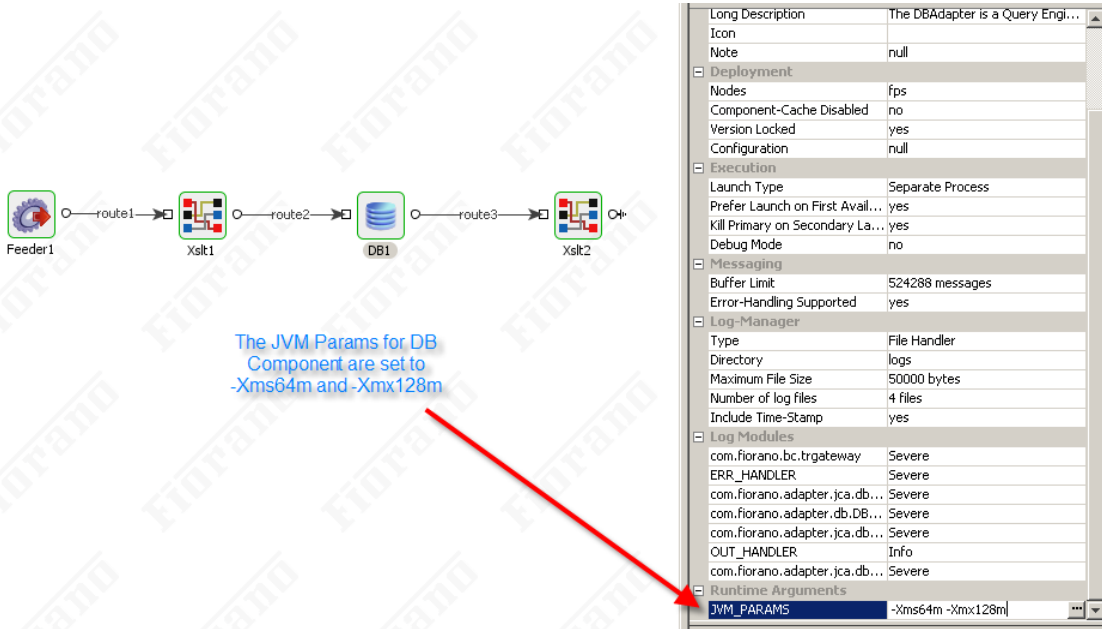 Long Description The DBAdapter is a Query Engi...
Icon
Note null
Deployment
Nodes fps
Component-Cache Disabled no
Version Locked yes
Configuration null
Execution
Launch Type Separate Process
Prefer Launch on First Avail... yes
Kill Primary on Secondary La... yes
Debug Mode no
Messaging
Buffer Limit 524288 messages
Error-Handling Supported yes
Log-Manager
Type File Handler
Directory logs
Maximum File Size 50000 bytes
Number of log files 4 files
Include Time-Stamp yes
Log Modules
com.fiorano.bc.trgateway Severe
ERR_HANDLER Severe
com.fiorano.adapter.jca.db... Severe
com.fiorano.adapter.db.DB... Severe
com.fiorano.adapter.jca.db... Severe
OUT_HANDLER Info
com.fiorano.adapter.jca.db... Severe
Runtime Arguments
JVM_PARAMS -Xms64m -Xmx128m
route1 route2 route3
Feeder1 Xslt1 DB1 Xslt2
The JVM Params for DB
Component are set to
-Xms64m and -Xmx128m
Fiorano